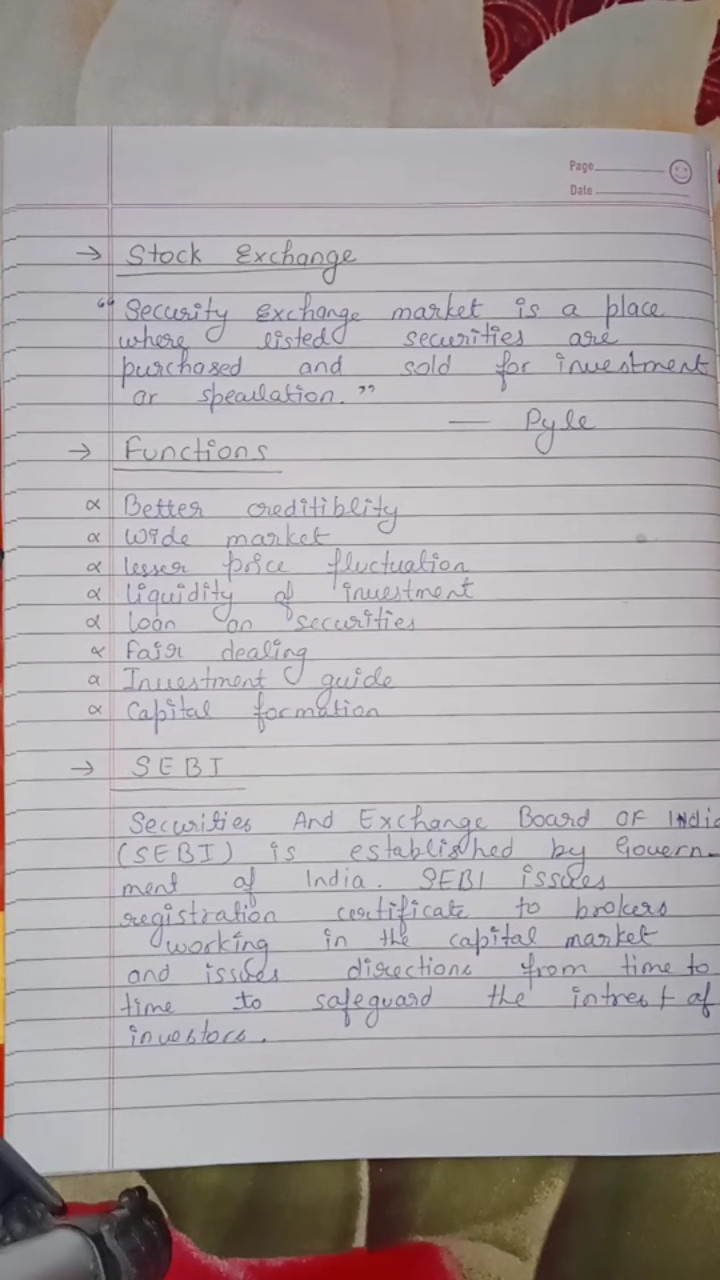 Page
Date
→ Stock Exchange
“ Security Exchange market is a place
where listed securities are
purchased and sold for investment
or speculation. ”
— Pyle
→ Functions
∝ Better creditiblity
∝ Wide market
∝ lesser price fluctuation
∝ liquidity of investment
∝ loan on securities
∝ Fair dealing
∝ Investment guide
∝ Capital formation
→ SEBI
Securities And Exchange Board OF India
(SEBI) is established by Govern-
ment of India. SEBI issues
registration certificate to brokers
working in the capital market
and issues directions from time to
time to safeguard the intrest of
investors.